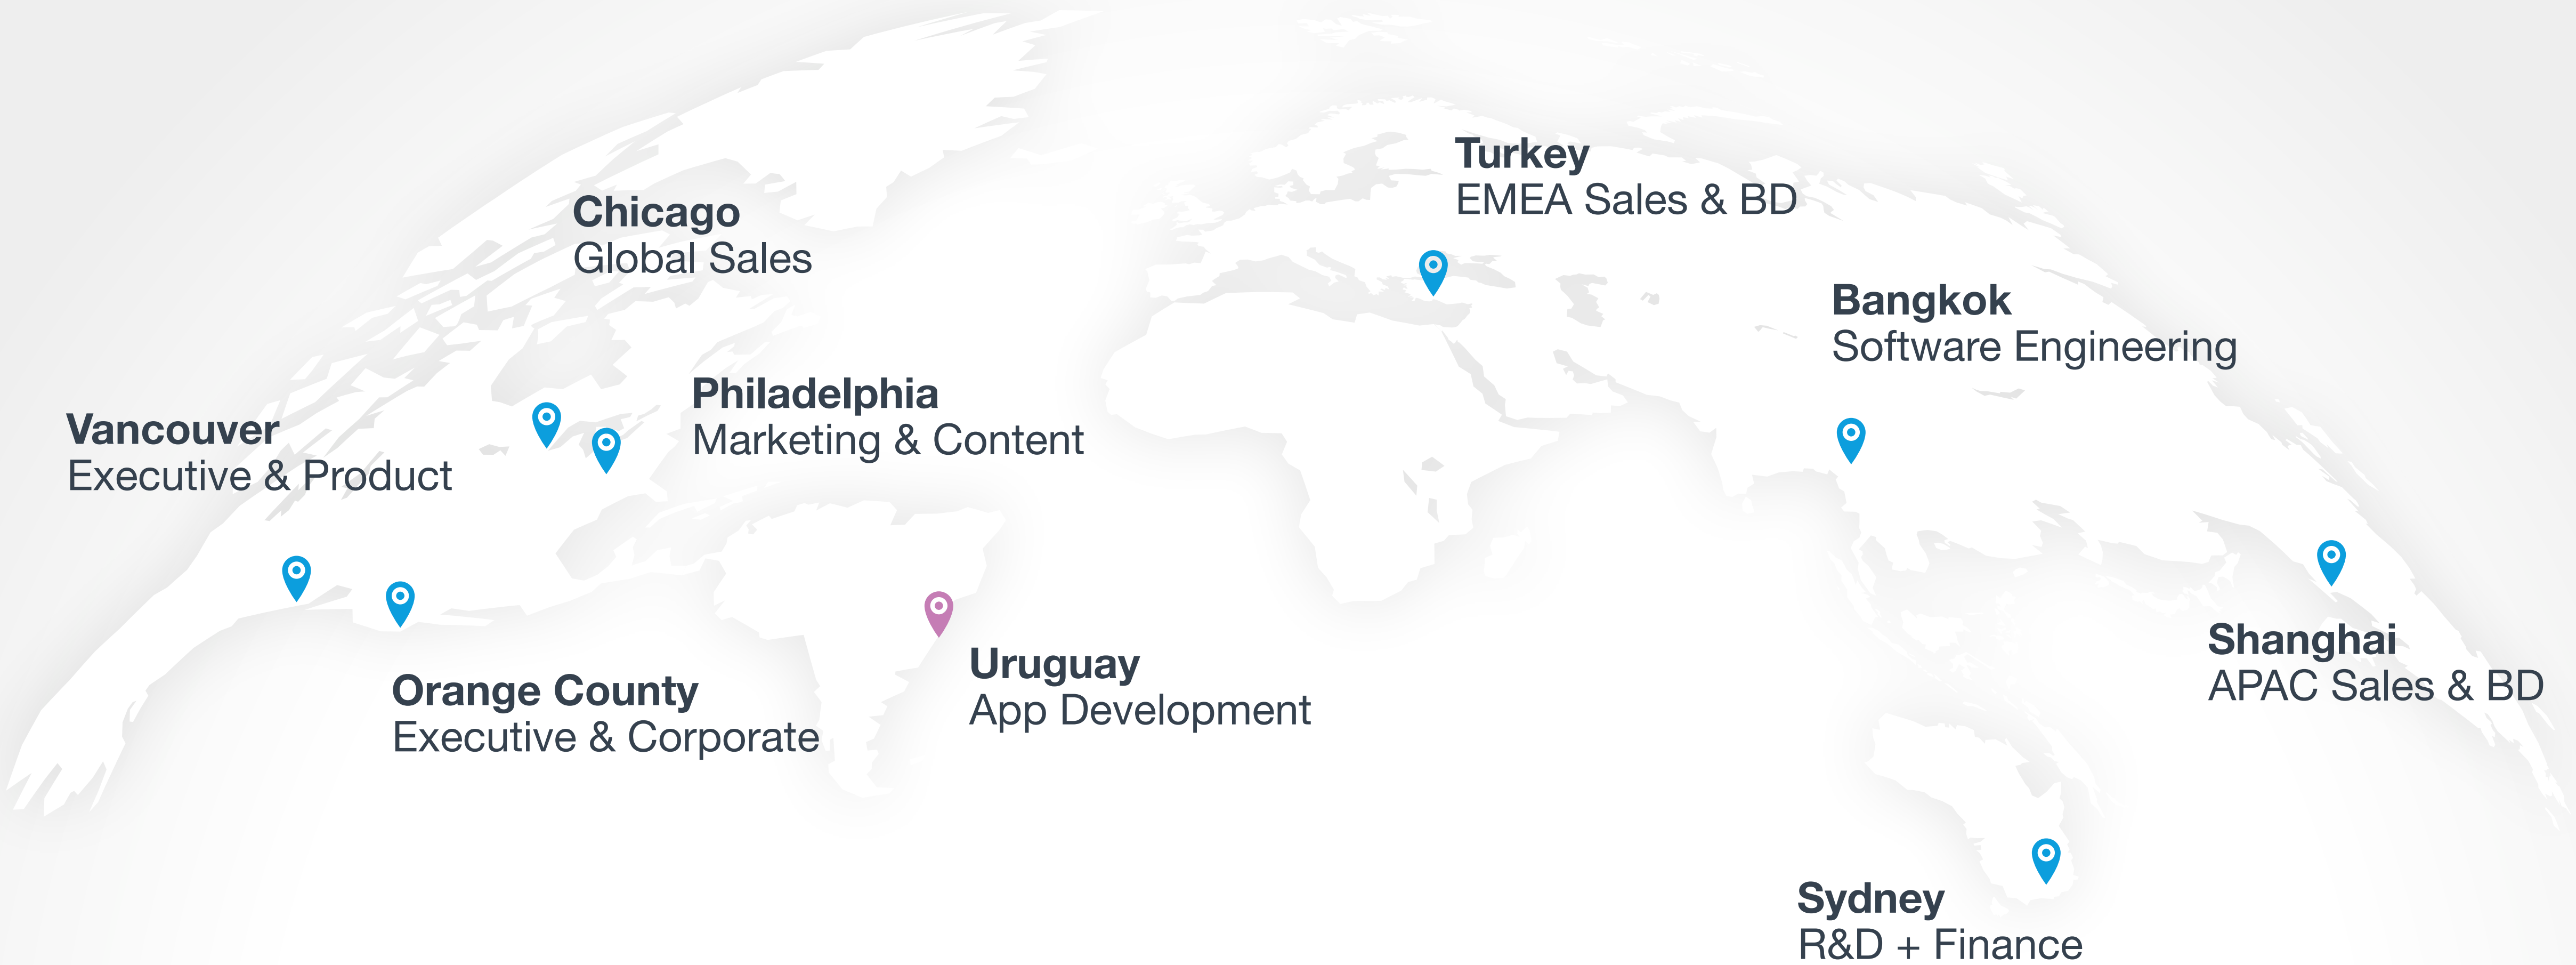 Turkey
EMEA Sales & BD
Chicago
Global Sales
Bangkok
Software Engineering
Philadelphia
Marketing & Content
Vancouver
Executive & Product
Shanghai
APAC Sales & BD
Uruguay
App Development
Orange County
Executive & Corporate
Sydney
R&D + Finance